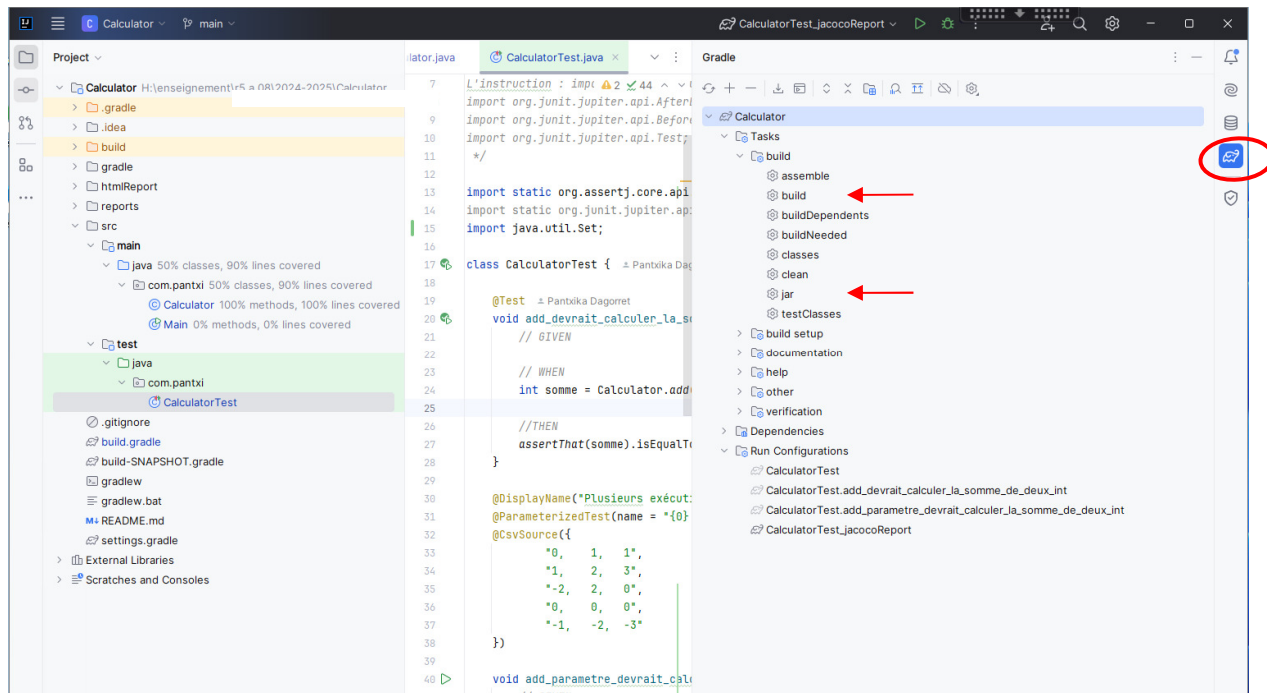 Calculator main CalculatorTest_jacocoReport
Project
Calculator H:\enseignement\r5.a.08\2024-2025\Calculator
.gradle
.idea
build
gradle
htmlReport
reports
src
main
java 50% classes, 90% lines covered
com.pantxi 50% classes, 90% lines covered
Calculator 100% methods, 100% lines covered
Main 0% methods, 0% lines covered
test
java
com.pantxi
CalculatorTest
.gitignore
build.gradle
build-SNAPSHOT.gradle
gradlew
gradlew.bat
README.md
settings.gradle
External Libraries
Scratches and Consoles
lator.java CalculatorTest.java
2 44
7 L'instruction : impo
import org.junit.jupiter.api.After
9 import org.junit.jupiter.api.Before
10 import org.junit.jupiter.api.Test;
11 */
12
13 import static org.assertj.core.api
14 import static org.junit.jupiter.ap
15 import java.util.Set;
16
17 class CalculatorTest { Pantxika Dag
18
19 @Test Pantxika Dagorret
20 void add_devrait_calculer_la_so
21 // GIVEN
22
23 // WHEN
24 int somme = Calculator.add
25
26 //THEN
27 assertThat(somme).isEqualTo
28 }
29
30 @DisplayName("Plusieurs exécut
31 @ParameterizedTest(name = "{0}
32 @CsvSource({
33 "0, 1, 1",
34 "1, 2, 3",
35 "-2, 2, 0",
36 "0, 0, 0",
37 "-1, -2, -3"
38 })
39
40 void add_parametre_devrait_calc
Gradle
Calculator
Tasks
build
assemble
build
buildDependents
buildNeeded
classes
clean
jar
testClasses
build setup
documentation
help
other
verification
Dependencies
Run Configurations
CalculatorTest
CalculatorTest.add_devrait_calculer_la_somme_de_deux_int
CalculatorTest.add_parametre_devrait_calculer_la_somme_de_deux_int
CalculatorTest_jacocoReport